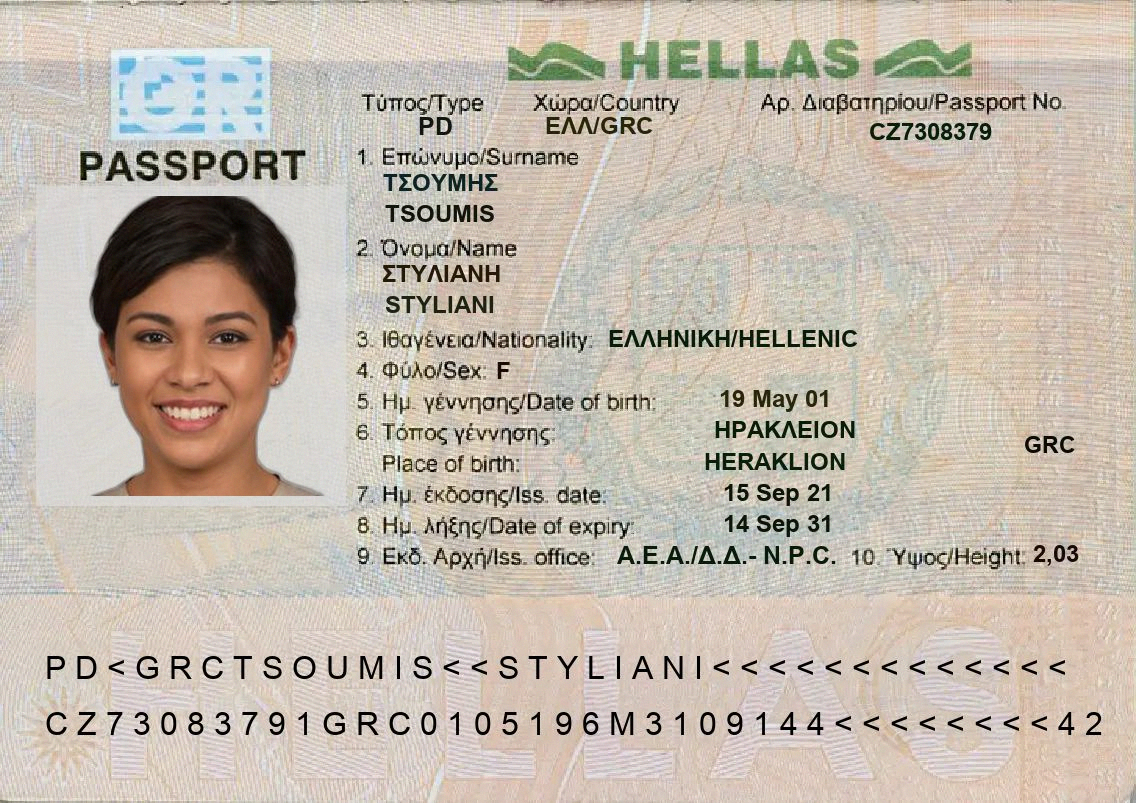 GR
HELLAS
PASSPORT
Τύπος/Type Χώρα/Country Αρ. Διαβατηρίου/Passport No.
PD ΕΛΛ/GRC CZ7308379
1. Επώνυμο/Surname
ΤΣΟΥΜΗΣ
TSOUMIS
2. Όνομα/Name
ΣΤΥΛΙΑΝΗ
STYLIANI
3. Ιθαγένεια/Nationality: ΕΛΛΗΝΙΚΗ/HELLENIC
4. Φύλο/Sex: F
5. Ημ. γέννησης/Date of birth: 19 May 01
6. Τόπος γέννησης: ΗΡΑΚΛΕΙΟΝ
Place of birth: HERAKLION GRC
7. Ημ. έκδοσης/Iss. date: 15 Sep 21
8. Ημ. λήξης/Date of expiry: 14 Sep 31
9 Εκδ. Αρχή/Iss. office: Α.Ε.Α./Δ.Δ.- N.P.C. 10. Ύψος/Height: 2,03
HELLAS
PD<GRCTSOUMIS<<STYLIANI<<<<<<<<<<<<<
CZ73083791GRC0105196M3109144<<<<<<<<42